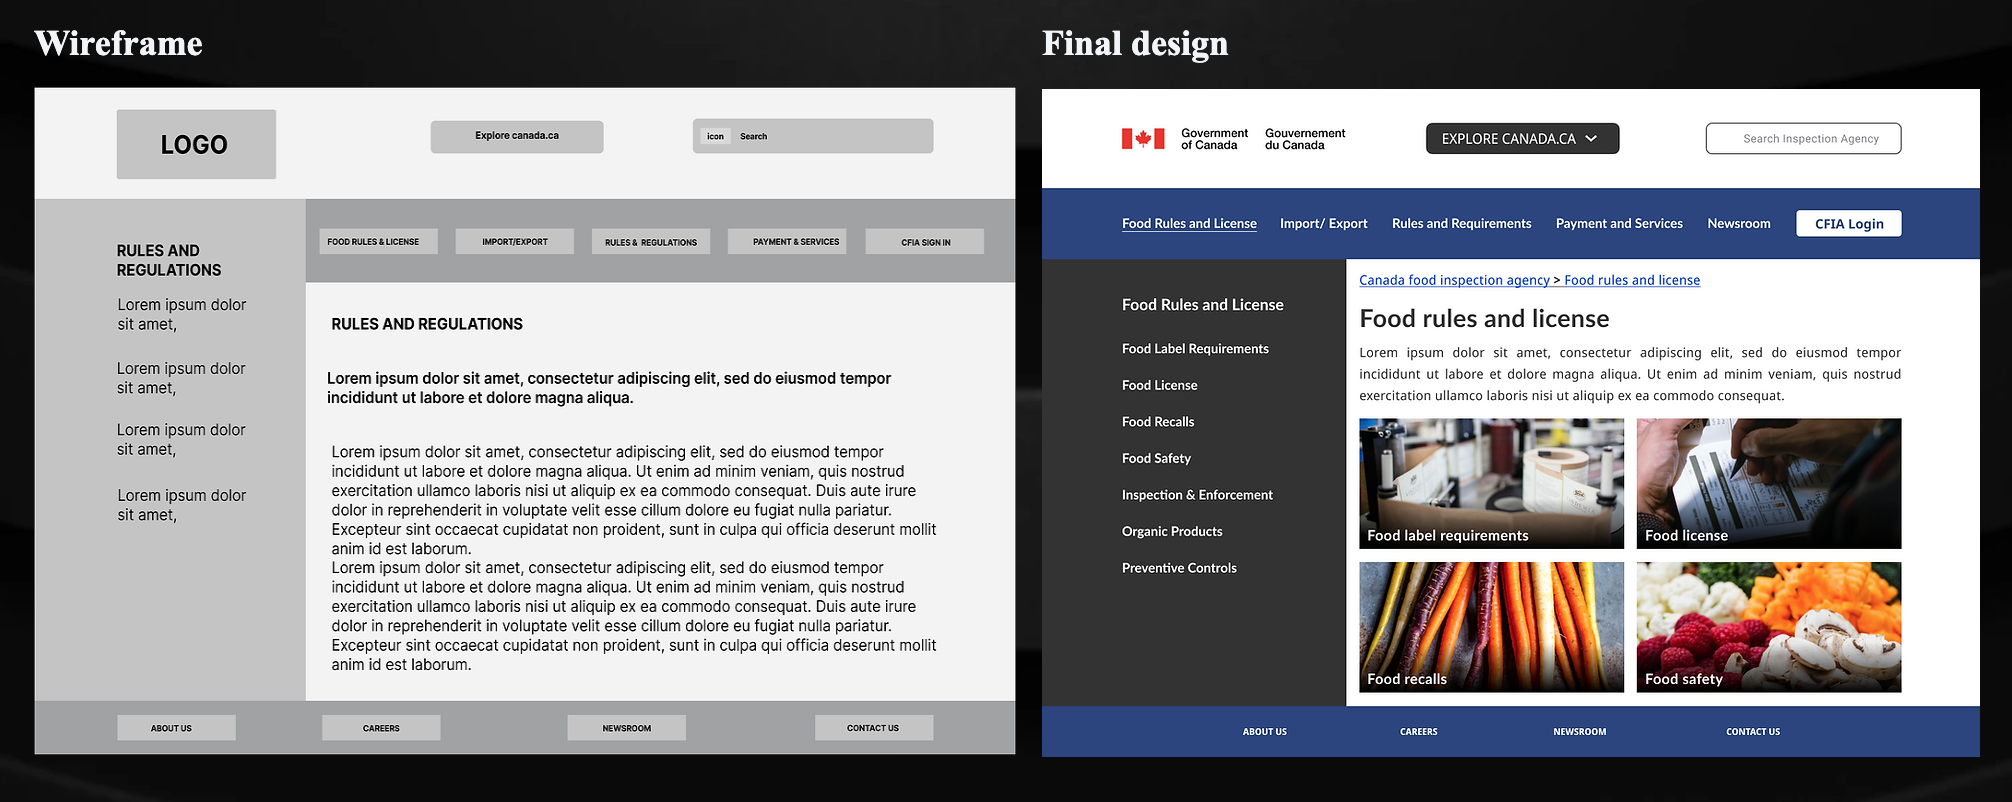 Wireframe
LOGO
Explore canada.ca
icon Search
RULES AND
REGULATIONS
Lorem ipsum dolor
sit amet,
Lorem ipsum dolor
sit amet,
Lorem ipsum dolor
sit amet,
Lorem ipsum dolor
sit amet,
FOOD RULES & LICENSE IMPORT/EXPORT RULES & REGULATIONS PAYMENT & SERVICES CFIA SIGN IN
RULES AND REGULATIONS
Lorem ipsum dolor sit amet, consectetur adipiscing elit, sed do eiusmod tempor
incididunt ut labore et dolore magna aliqua.
Lorem ipsum dolor sit amet, consectetur adipiscing elit, sed do eiusmod tempor
incididunt ut labore et dolore magna aliqua. Ut enim ad minim veniam, quis nostrud
exercitation ullamco laboris nisi ut aliquip ex ea commodo consequat. Duis aute irure
dolor in reprehenderit in voluptate velit esse cillum dolore eu fugiat nulla pariatur.
Excepteur sint occaecat cupidatat non proident, sunt in culpa qui officia deserunt mollit
anim id est laborum.
Lorem ipsum dolor sit amet, consectetur adipiscing elit, sed do eiusmod tempor
incididunt ut labore et dolore magna aliqua. Ut enim ad minim veniam, quis nostrud
exercitation ullamco laboris nisi ut aliquip ex ea commodo consequat. Duis aute irure
dolor in reprehenderit in voluptate velit esse cillum dolore eu fugiat nulla pariatur.
Excepteur sint occaecat cupidatat non proident, sunt in culpa qui officia deserunt mollit
anim id est laborum.
ABOUT US CAREERS NEWSROOM CONTACT US
Final design
Government
of Canada
Gouvernement
du Canada
EXPLORE CANADA.CA
Search Inspection Agency
Food Rules and License Import/ Export Rules and Requirements Payment and Services Newsroom CFIA Login
Food Rules and License
Food Label Requirements
Food License
Food Recalls
Food Safety
Inspection & Enforcement
Organic Products
Preventive Controls
Canada food inspection agency > Food rules and license
Food rules and license
Lorem ipsum dolor sit amet, consectetur adipiscing elit, sed do eiusmod tempor
incididunt ut labore et dolore magna aliqua. Ut enim ad minim veniam, quis nostrud
exercitation ullamco laboris nisi ut aliquip ex ea commodo consequat.
Food label requirements
Food license
Food recalls
Food safety
ABOUT US CAREERS NEWSROOM CONTACT US